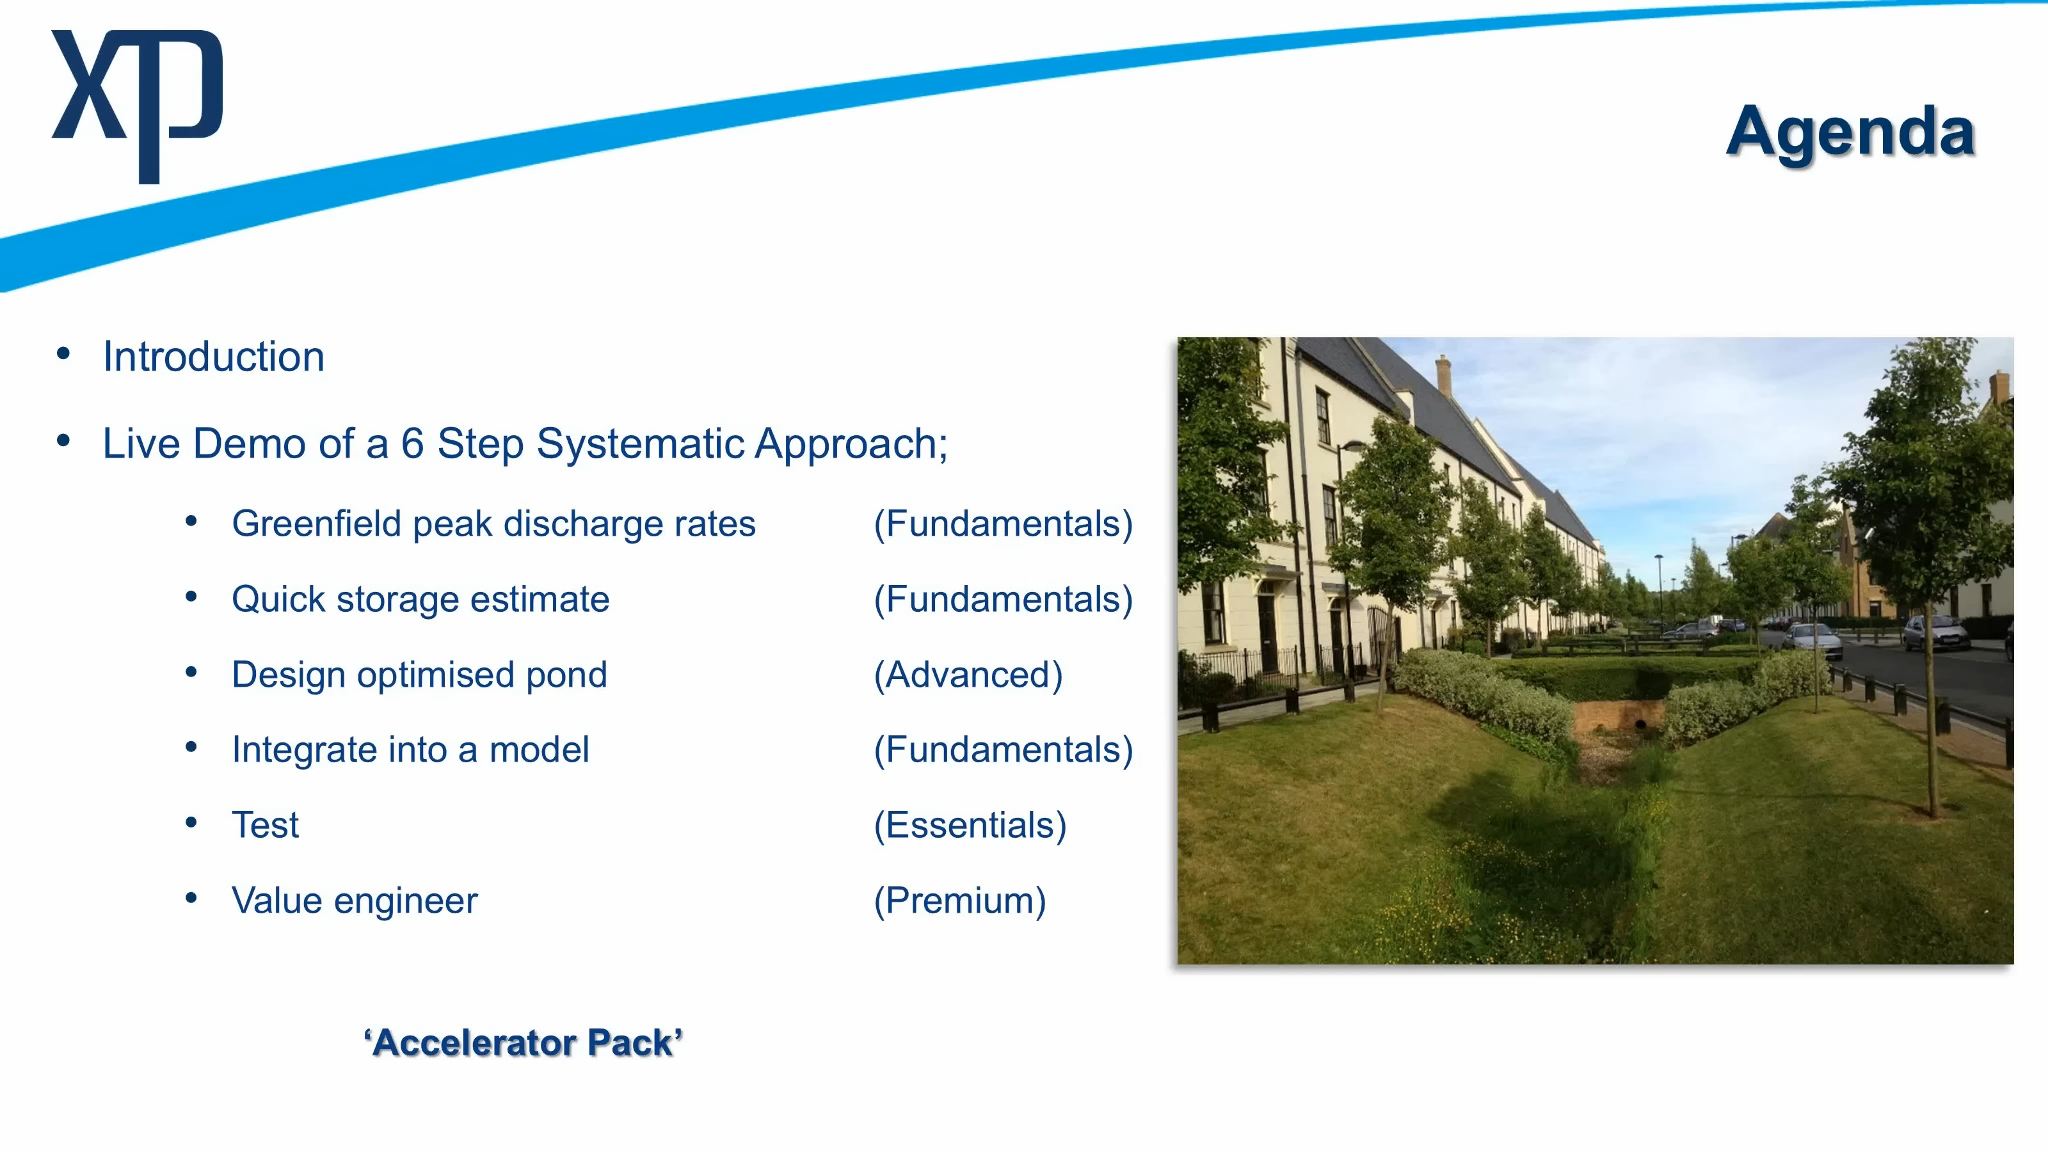 xp
Agenda
• Introduction
• Live Demo of a 6 Step Systematic Approach;
• Greenfield peak discharge rates (Fundamentals)
• Quick storage estimate (Fundamentals)
• Design optimised pond (Advanced)
• Integrate into a model (Fundamentals)
• Test (Essentials)
• Value engineer (Premium)
‘Accelerator Pack’